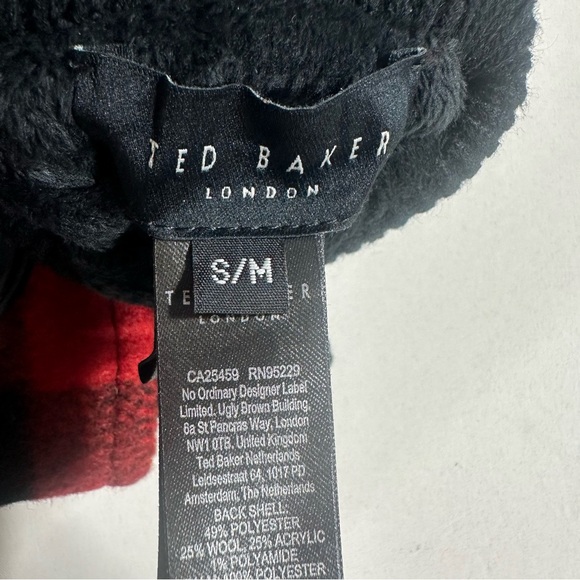 TED BAKER
LONDON
S/M
TE ER
LONDON
CA25459 RN95229
No Ordinary Designer Label
Limited. Ugly Brown Building,
6a St Pancras Way, London
NW1 0TB, United Kingdom
Ted Baker Netherlands
Leidsestraat 64, 1017 PD
Amsterdam, The Netherlands
BACK SHELL:
49% POLYESTER
25% WOOL, 25% ACRYLIC
1% POLYAMIDE
100% POLYESTER